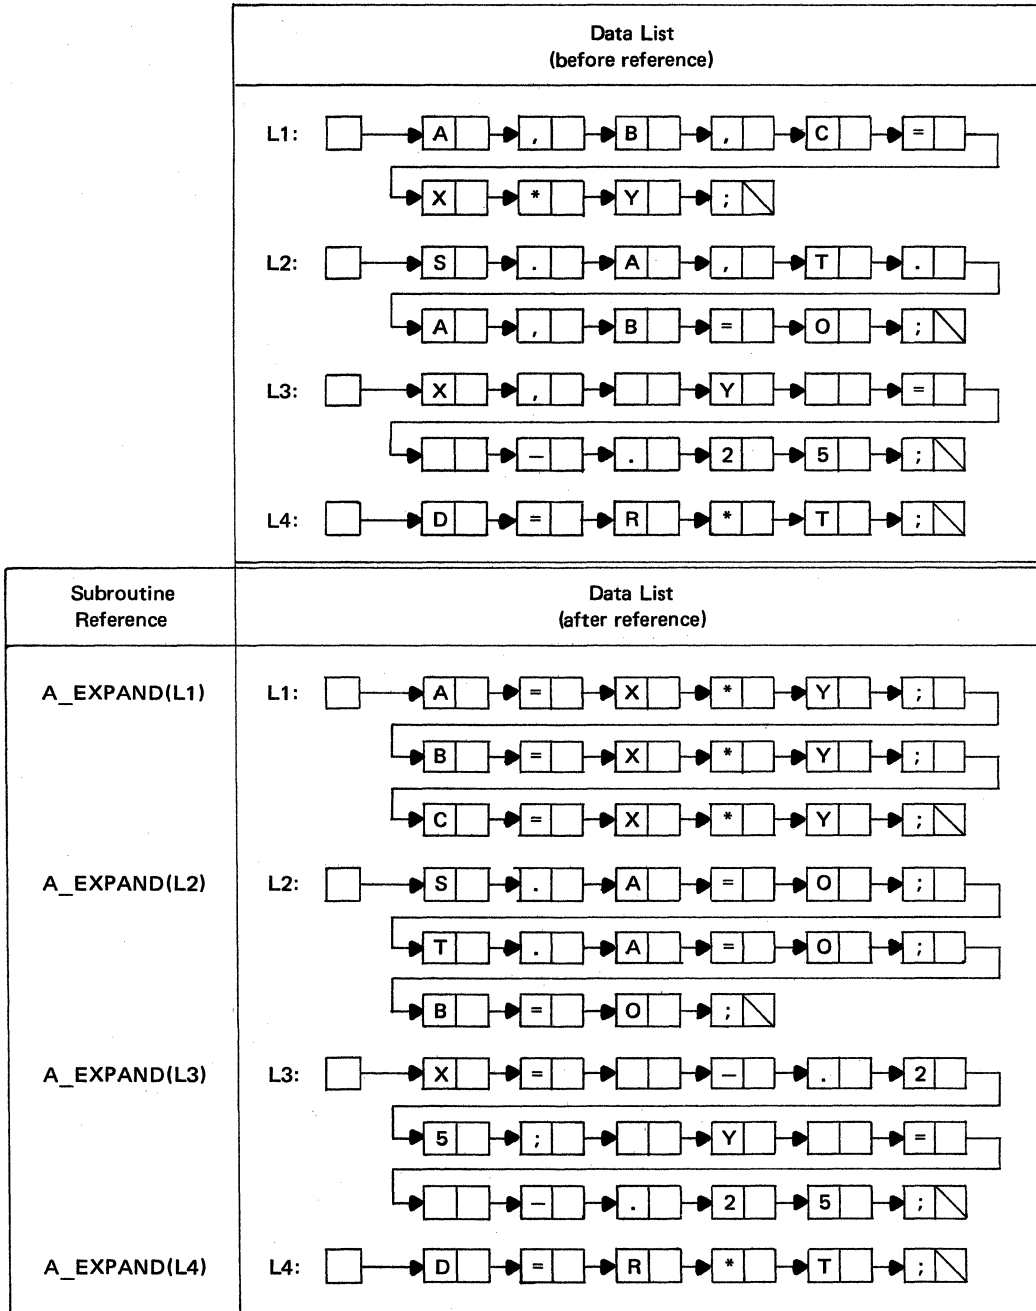 Data List
(before reference)
L1: A , B , C =
X * Y ;
L2: S . A , T .
A , B = O ;
L3: X , Y =
– . 2 5 ;
L4: D = R * T ;
Subroutine
Reference
Data List
(after reference)
A_EXPAND(L1) L1: A = X * Y ;
B = X * Y ;
C = X * Y ;
A_EXPAND(L2) L2: S . A = O ;
T . A = O ;
B = O ;
A_EXPAND(L3) L3: X = – . 2
5 ; Y =
– . 2 5 ;
A_EXPAND(L4) L4: D = R * T ;